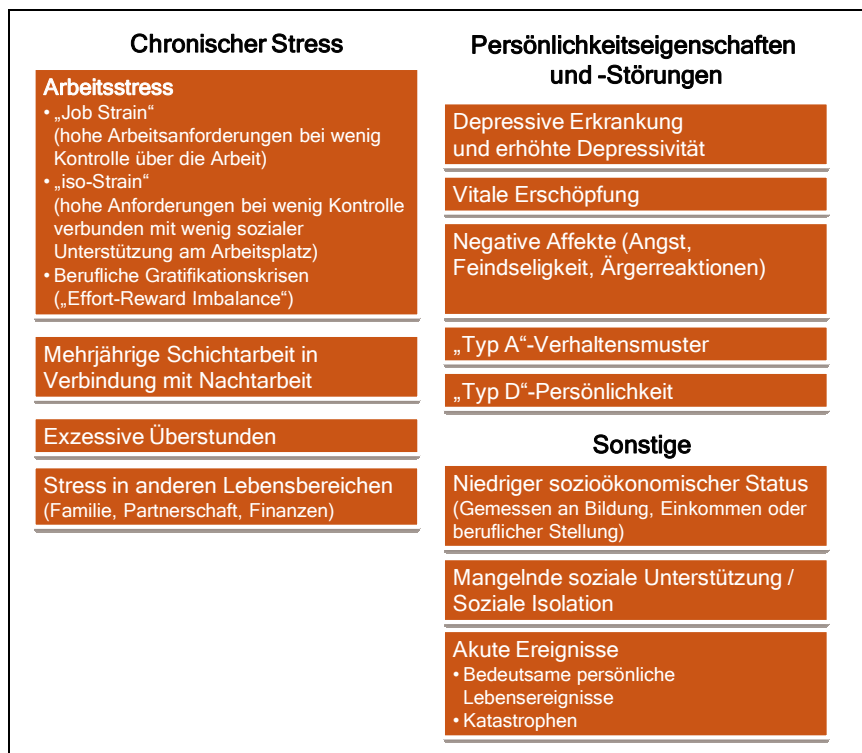 Chronischer Stress
Arbeitsstress
• „Job Strain“
(hohe Arbeitsanforderungen bei wenig
Kontrolle über die Arbeit)
• „iso-Strain“
(hohe Anforderungen bei wenig Kontrolle
verbunden mit wenig sozialer
Unterstützung am Arbeitsplatz)
• Berufliche Gratifikationskrisen
(„Effort-Reward Imbalance“)
Mehrjährige Schichtarbeit in
Verbindung mit Nachtarbeit
Exzessive Überstunden
Stress in anderen Lebensbereichen
(Familie, Partnerschaft, Finanzen)
Persönlichkeitseigenschaften
und -Störungen
Depressive Erkrankung
und erhöhte Depressivität
Vitale Erschöpfung
Negative Affekte (Angst,
Feindseligkeit, Ärgerreaktionen)
„Typ A“-Verhaltensmuster
„Typ D“-Persönlichkeit
Sonstige
Niedriger sozioökonomischer Status
(Gemessen an Bildung, Einkommen oder
beruflicher Stellung)
Mangelnde soziale Unterstützung /
Soziale Isolation
Akute Ereignisse
• Bedeutsame persönliche
Lebensereignisse
• Katastrophen